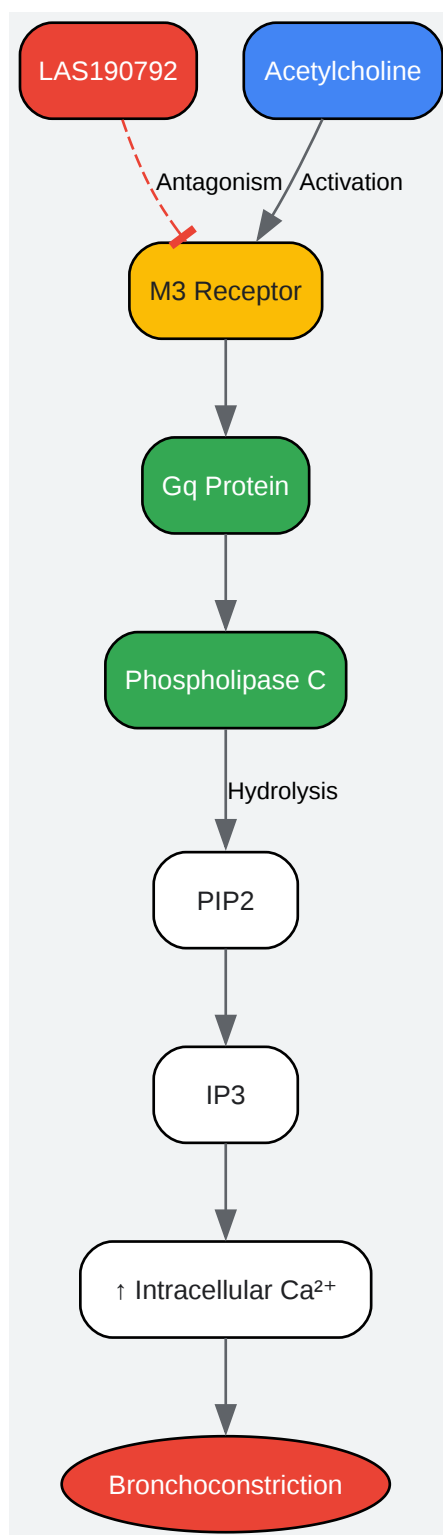 LAS190792
Acetylcholine
Antagonism
Activation
M3 Receptor
Gq Protein
Phospholipase C
Hydrolysis
PIP2
IP3
↑ Intracellular Ca²⁺
Bronchoconstriction